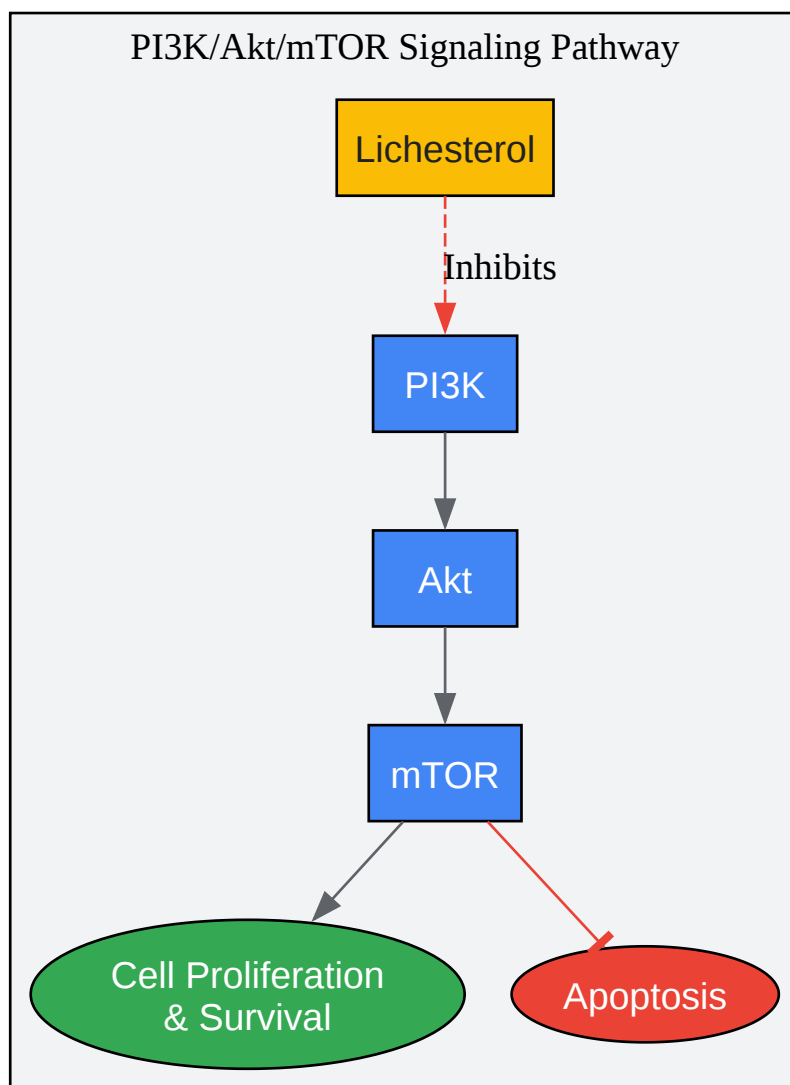 PI3K/Akt/mTOR Signaling Pathway
Lichesterol
Inhibits
PI3K
Akt
mTOR
Cell Proliferation
& Survival
Apoptosis